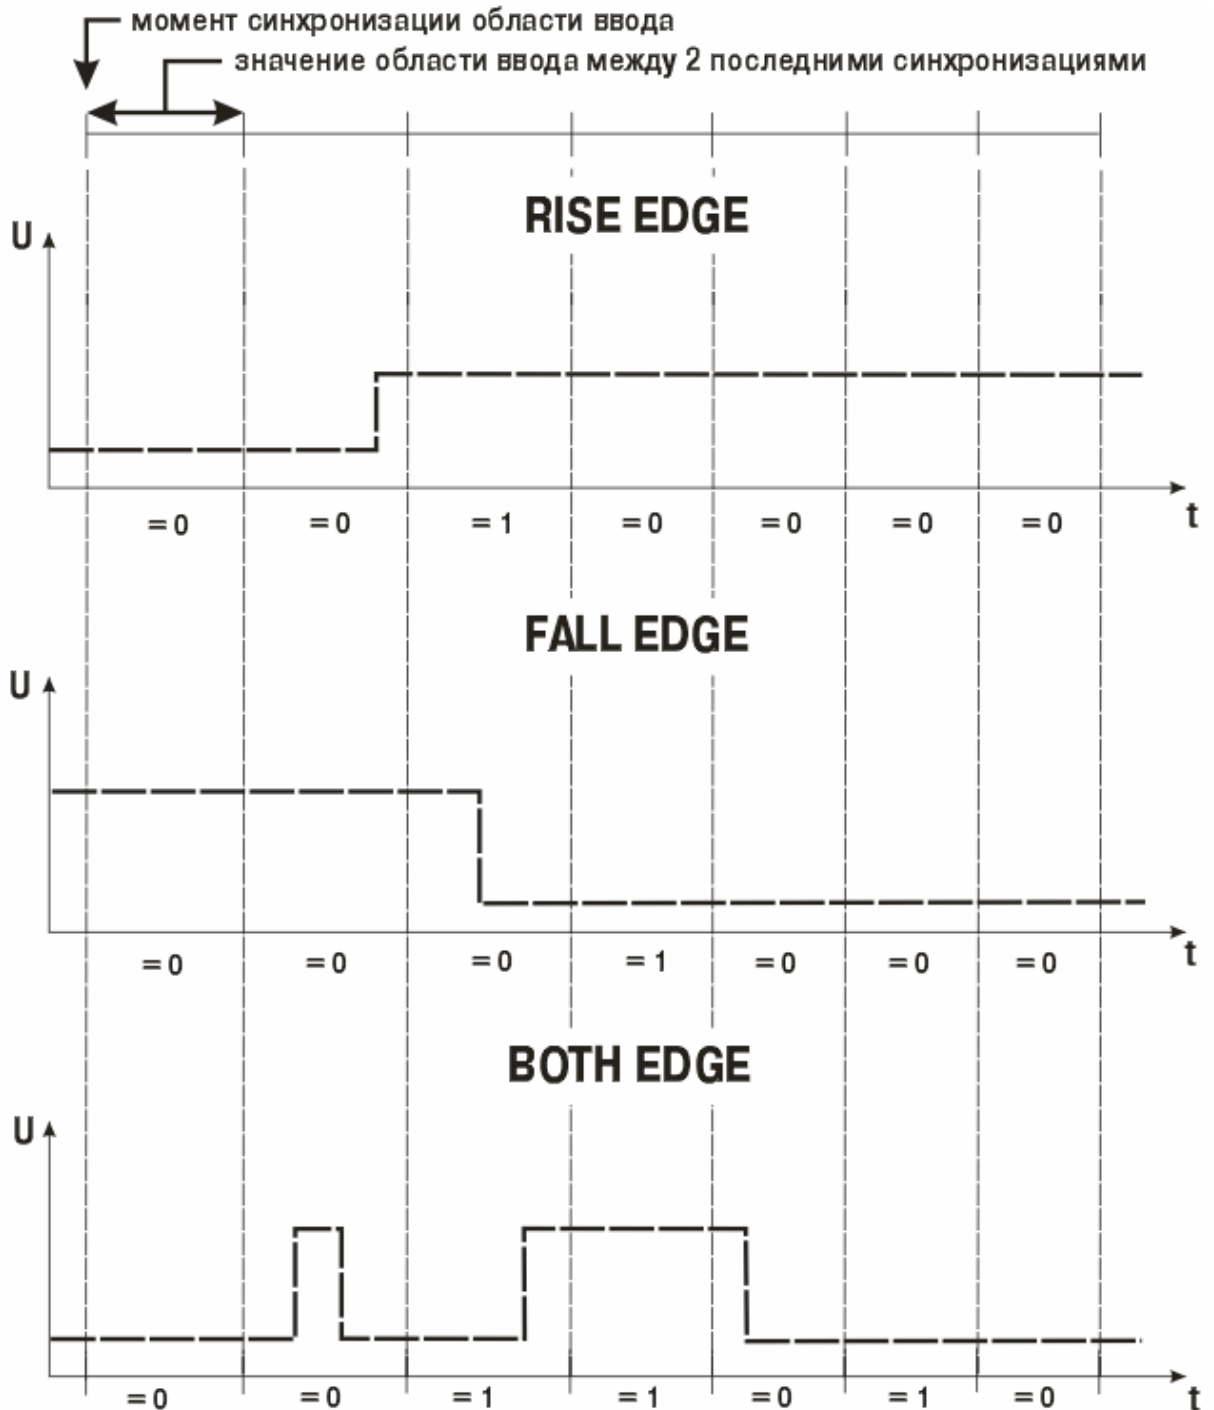 момент синхронизации области ввода
значение области ввода между 2 последними синхронизациями
RISE EDGE
U
=0 =0 =1 =0 =0 =0 =0
t
FALL EDGE
U
=0 =0 =0 =1 =0 =0 =0
t
BOTH EDGE
U
=0 =0 =1 =1 =0 =1 =0
t